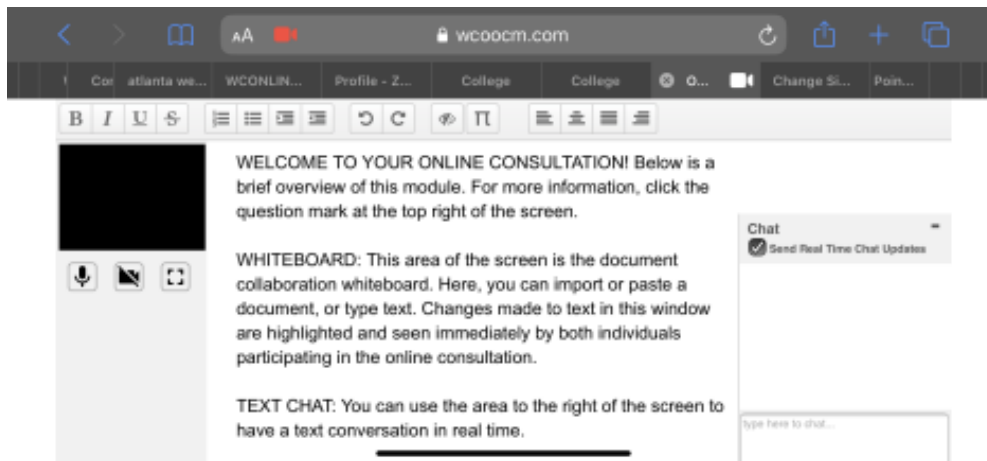 AA wcoocm.com
Cor atlanta we... WCONLIN... Profile - Z... College College O... Change Si... Poin...
B I U S
WELCOME TO YOUR ONLINE CONSULTATION! Below is a
brief overview of this module. For more information, click the
question mark at the top right of the screen.
Chat
Send Real Time Chat Updates
WHITEBOARD: This area of the screen is the document
collaboration whiteboard. Here, you can import or paste a
document, or type text. Changes made to text in this window
are highlighted and seen immediately by both individuals
participating in the online consultation.
TEXT CHAT: You can use the area to the right of the screen to
have a text conversation in real time.
type here to chat...